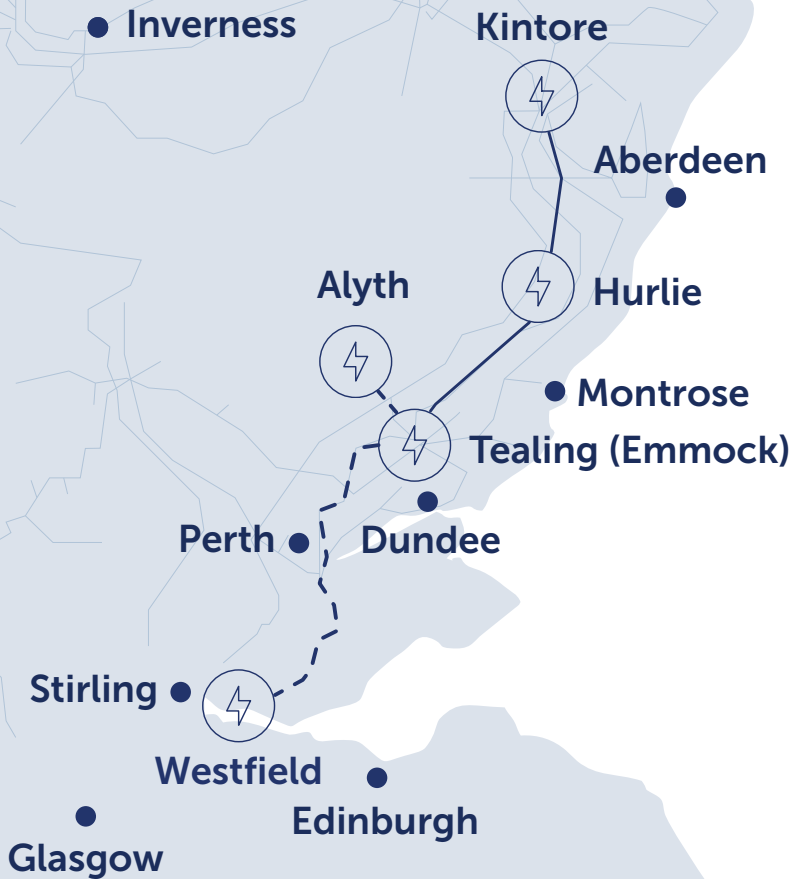 Inverness
Kintore
Aberdeen
Alyth
Hurlie
Montrose
Tealing (Emmock)
Perth
Dundee
Stirling
Westfield
Edinburgh
Glasgow